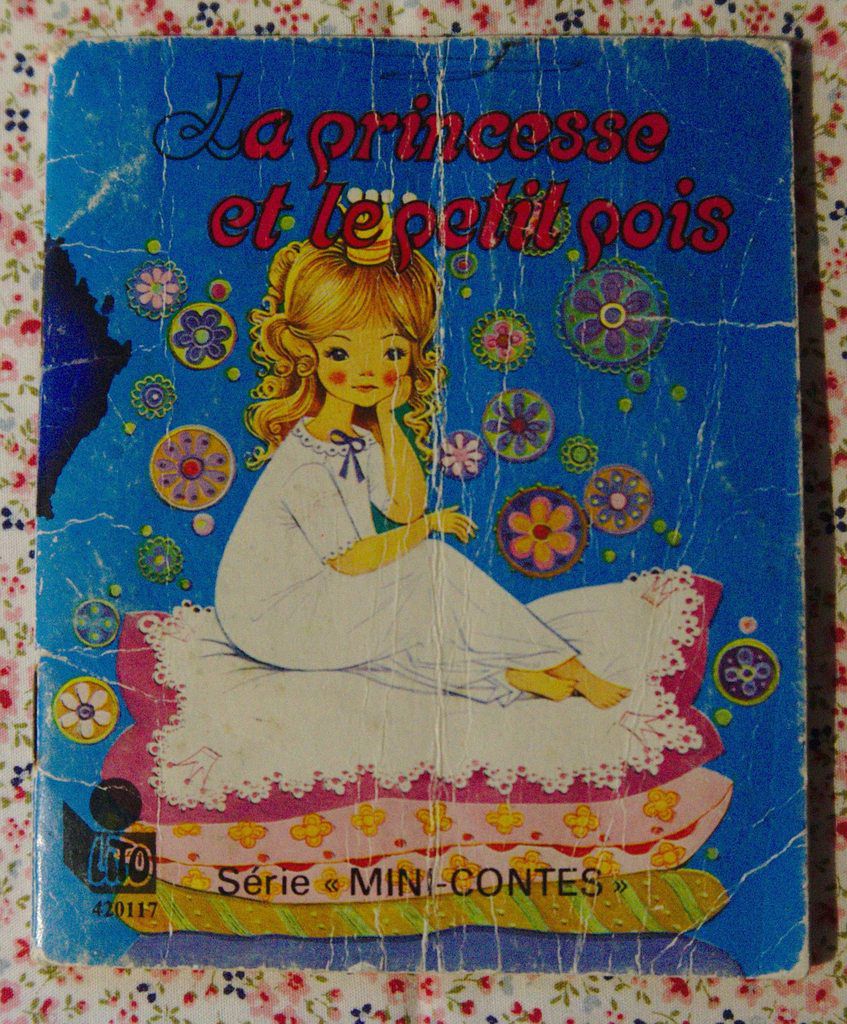 La princesse
et le petit pois
LITO
420117
Série « MINI-CONTES »